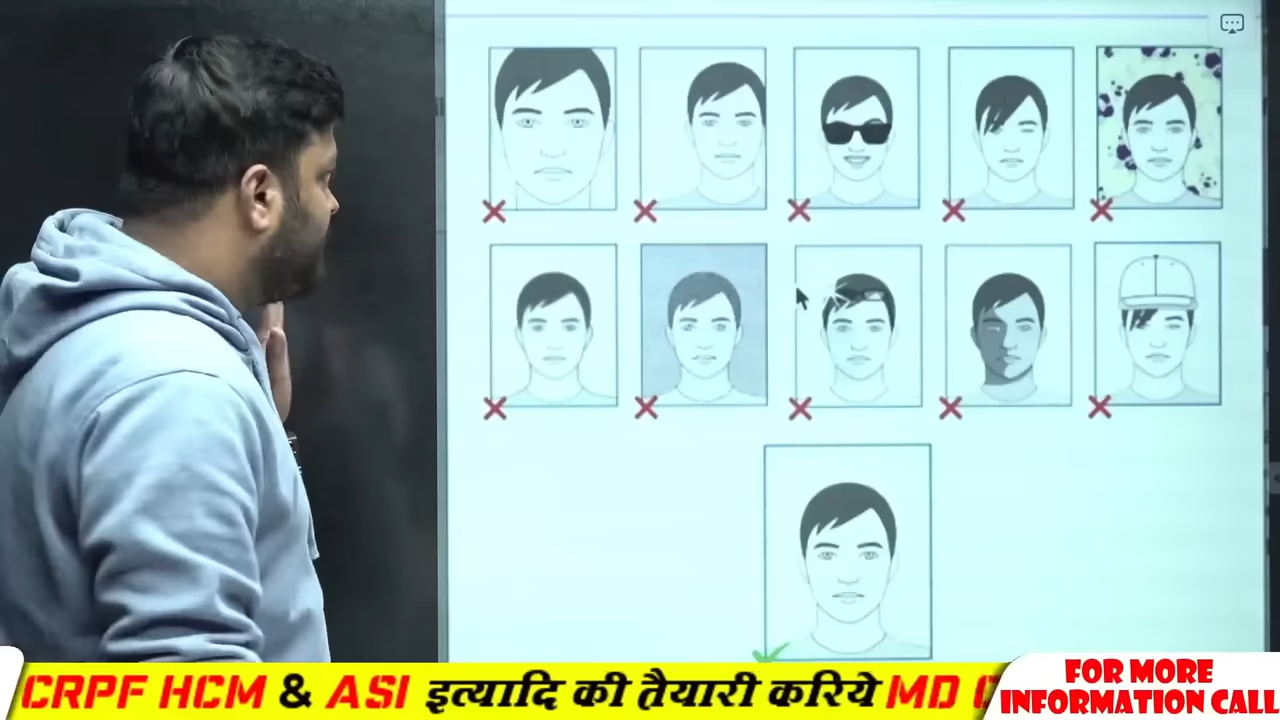 CRPF HCM & ASI इत्यादि की तैयारी करिये MD
FOR MORE
INFORMATION CALL